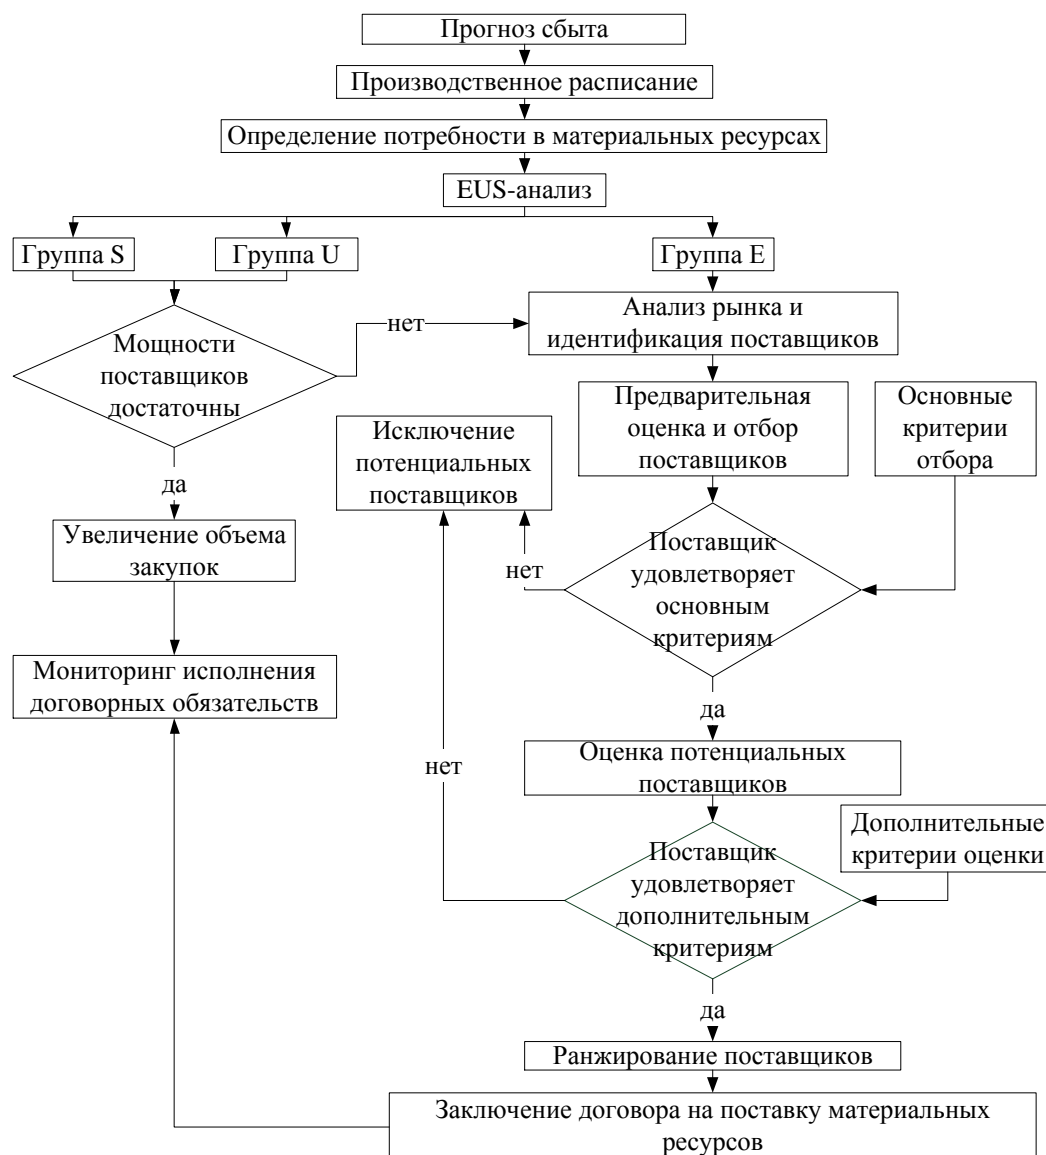 Прогноз сбыта
Производственное расписание
Определение потребности в материальных ресурсах
EUS-анализ
Группа S
Группа U
Группа E
Мощности
поставщиков
достаточны
нет
Анализ рынка и
идентификация поставщиков
Исключение
потенциальных
поставщиков
Предварительная
оценка и отбор
поставщиков
Основные
критерии
отбора
да
Увеличение объема
закупок
нет
Поставщик
удовлетворяет
основным
критериям
Мониторинг исполнения
договорных обязательств
да
нет
Оценка потенциальных
поставщиков
Дополнительные
критерии оценки
Поставщик
удовлетворяет
дополнительным
критериям
да
Ранжирование поставщиков
Заключение договора на поставку материальных
ресурсов